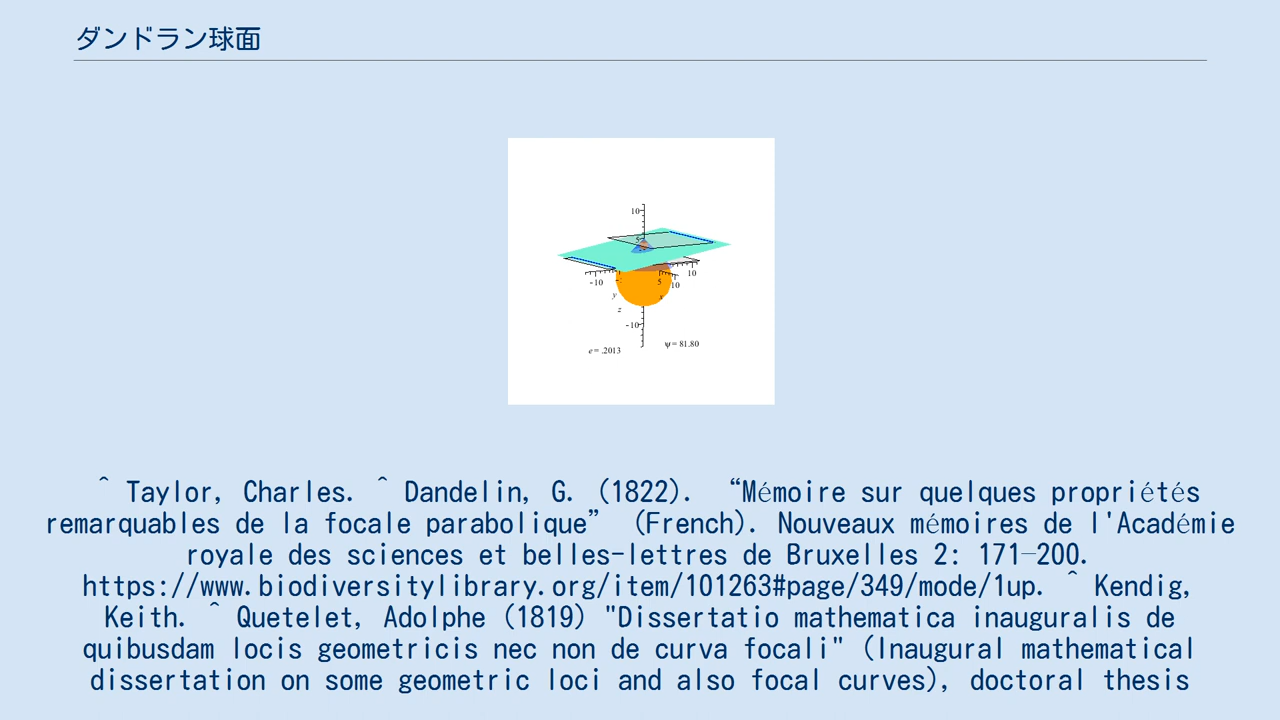 ダンドラン球面
10
5
-10
5
10
10
y
x
z
-10
e = .2013
ψ = 81.80
^ Taylor, Charles. ^ Dandelin, G. (1822). “Mémoire sur quelques propriétés
remarquables de la focale parabolique” (French). Nouveaux mémoires de l'Académie
royale des sciences et belles-lettres de Bruxelles 2: 171–200.
https://www.biodiversitylibrary.org/item/101263#page/349/mode/1up. ^ Kendig,
Keith. ^ Quetelet, Adolphe (1819) "Dissertatio mathematica inauguralis de
quibusdam locis geometricis nec non de curva focali" (Inaugural mathematical
dissertation on some geometric loci and also focal curves), doctoral thesis